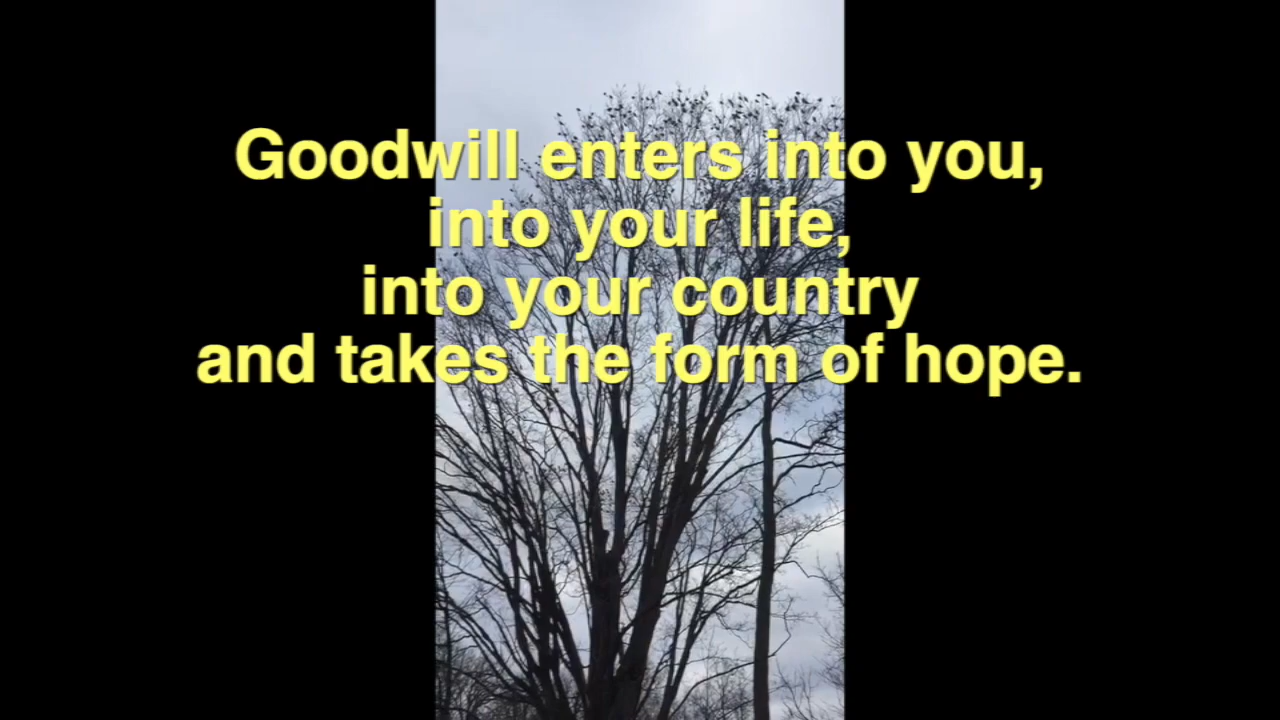 Goodwill enters into you,
into your life,
into your country
and takes the form of hope.